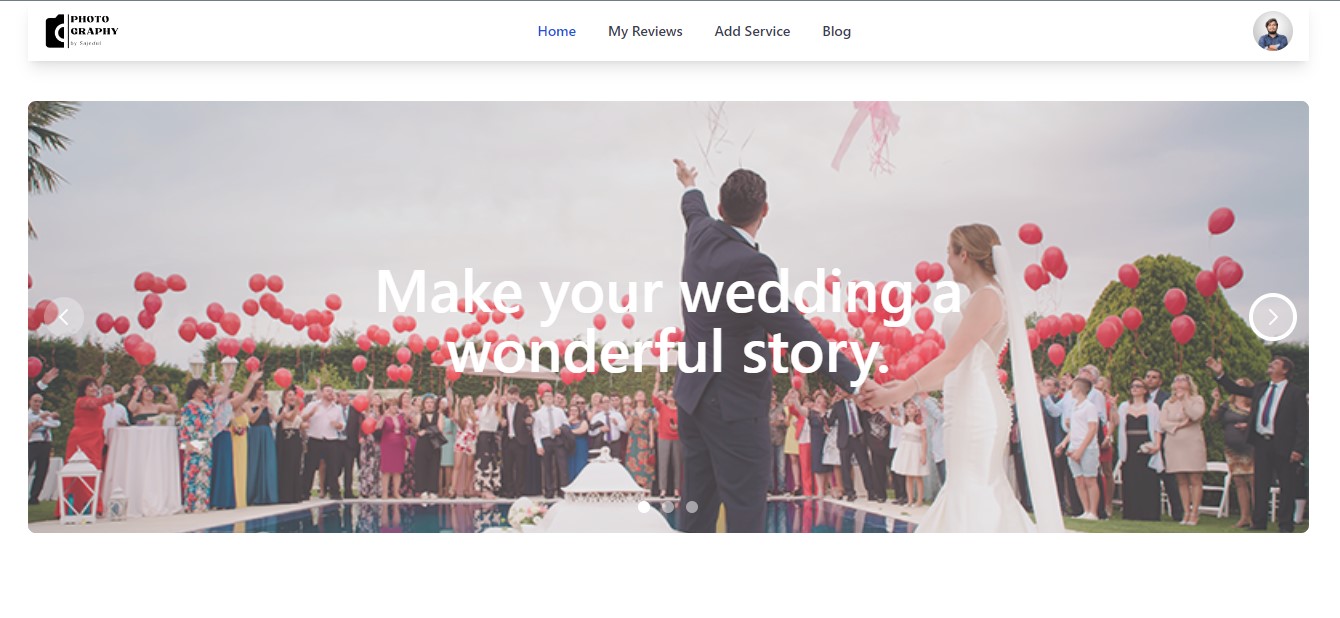 PHOTO
GRAPHY
by Sajedul
Home
My Reviews
Add Service
Blog
Make your wedding a
wonderful story.